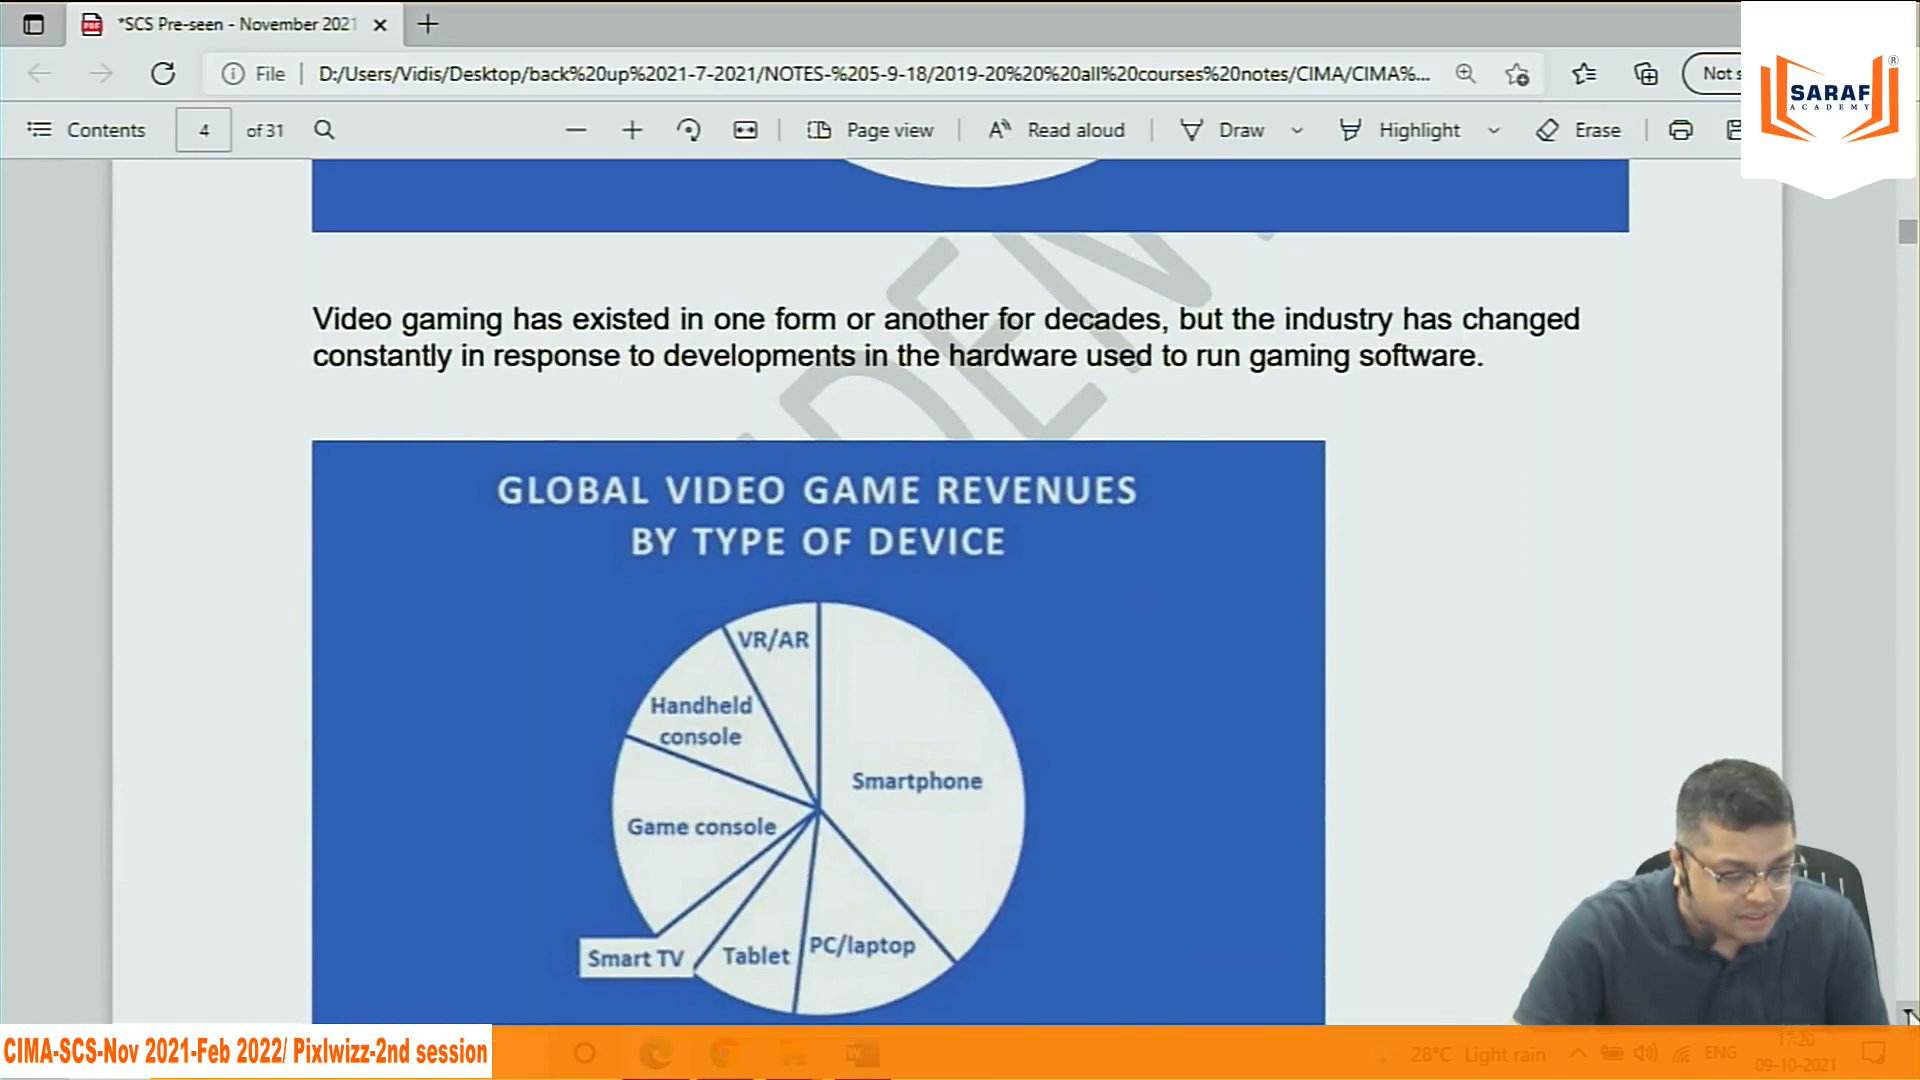 *SCS Pre-seen - November 2021
File
D:/Users/Vidis/Desktop/back%20up%2021-7-2021/NOTES-%205-9-18/2019-20%20%20all%20courses%20notes/CIMA/CIMA%...
Not s
SARAF
ACADEMY
®
Contents
4
of 31
Page view
Read aloud
Draw
Highlight
Erase
DEN
Video gaming has existed in one form or another for decades, but the industry has changed
constantly in response to developments in the hardware used to run gaming software.
GLOBAL VIDEO GAME REVENUES
BY TYPE OF DEVICE
VR/AR
Handheld
console
Smartphone
Game console
Smart TV
Tablet
PC/laptop
CIMA-SCS-Nov 2021-Feb 2022/ Pixlwizz-2nd session
28°C Light rain
ENG
17:20
09-10-2021